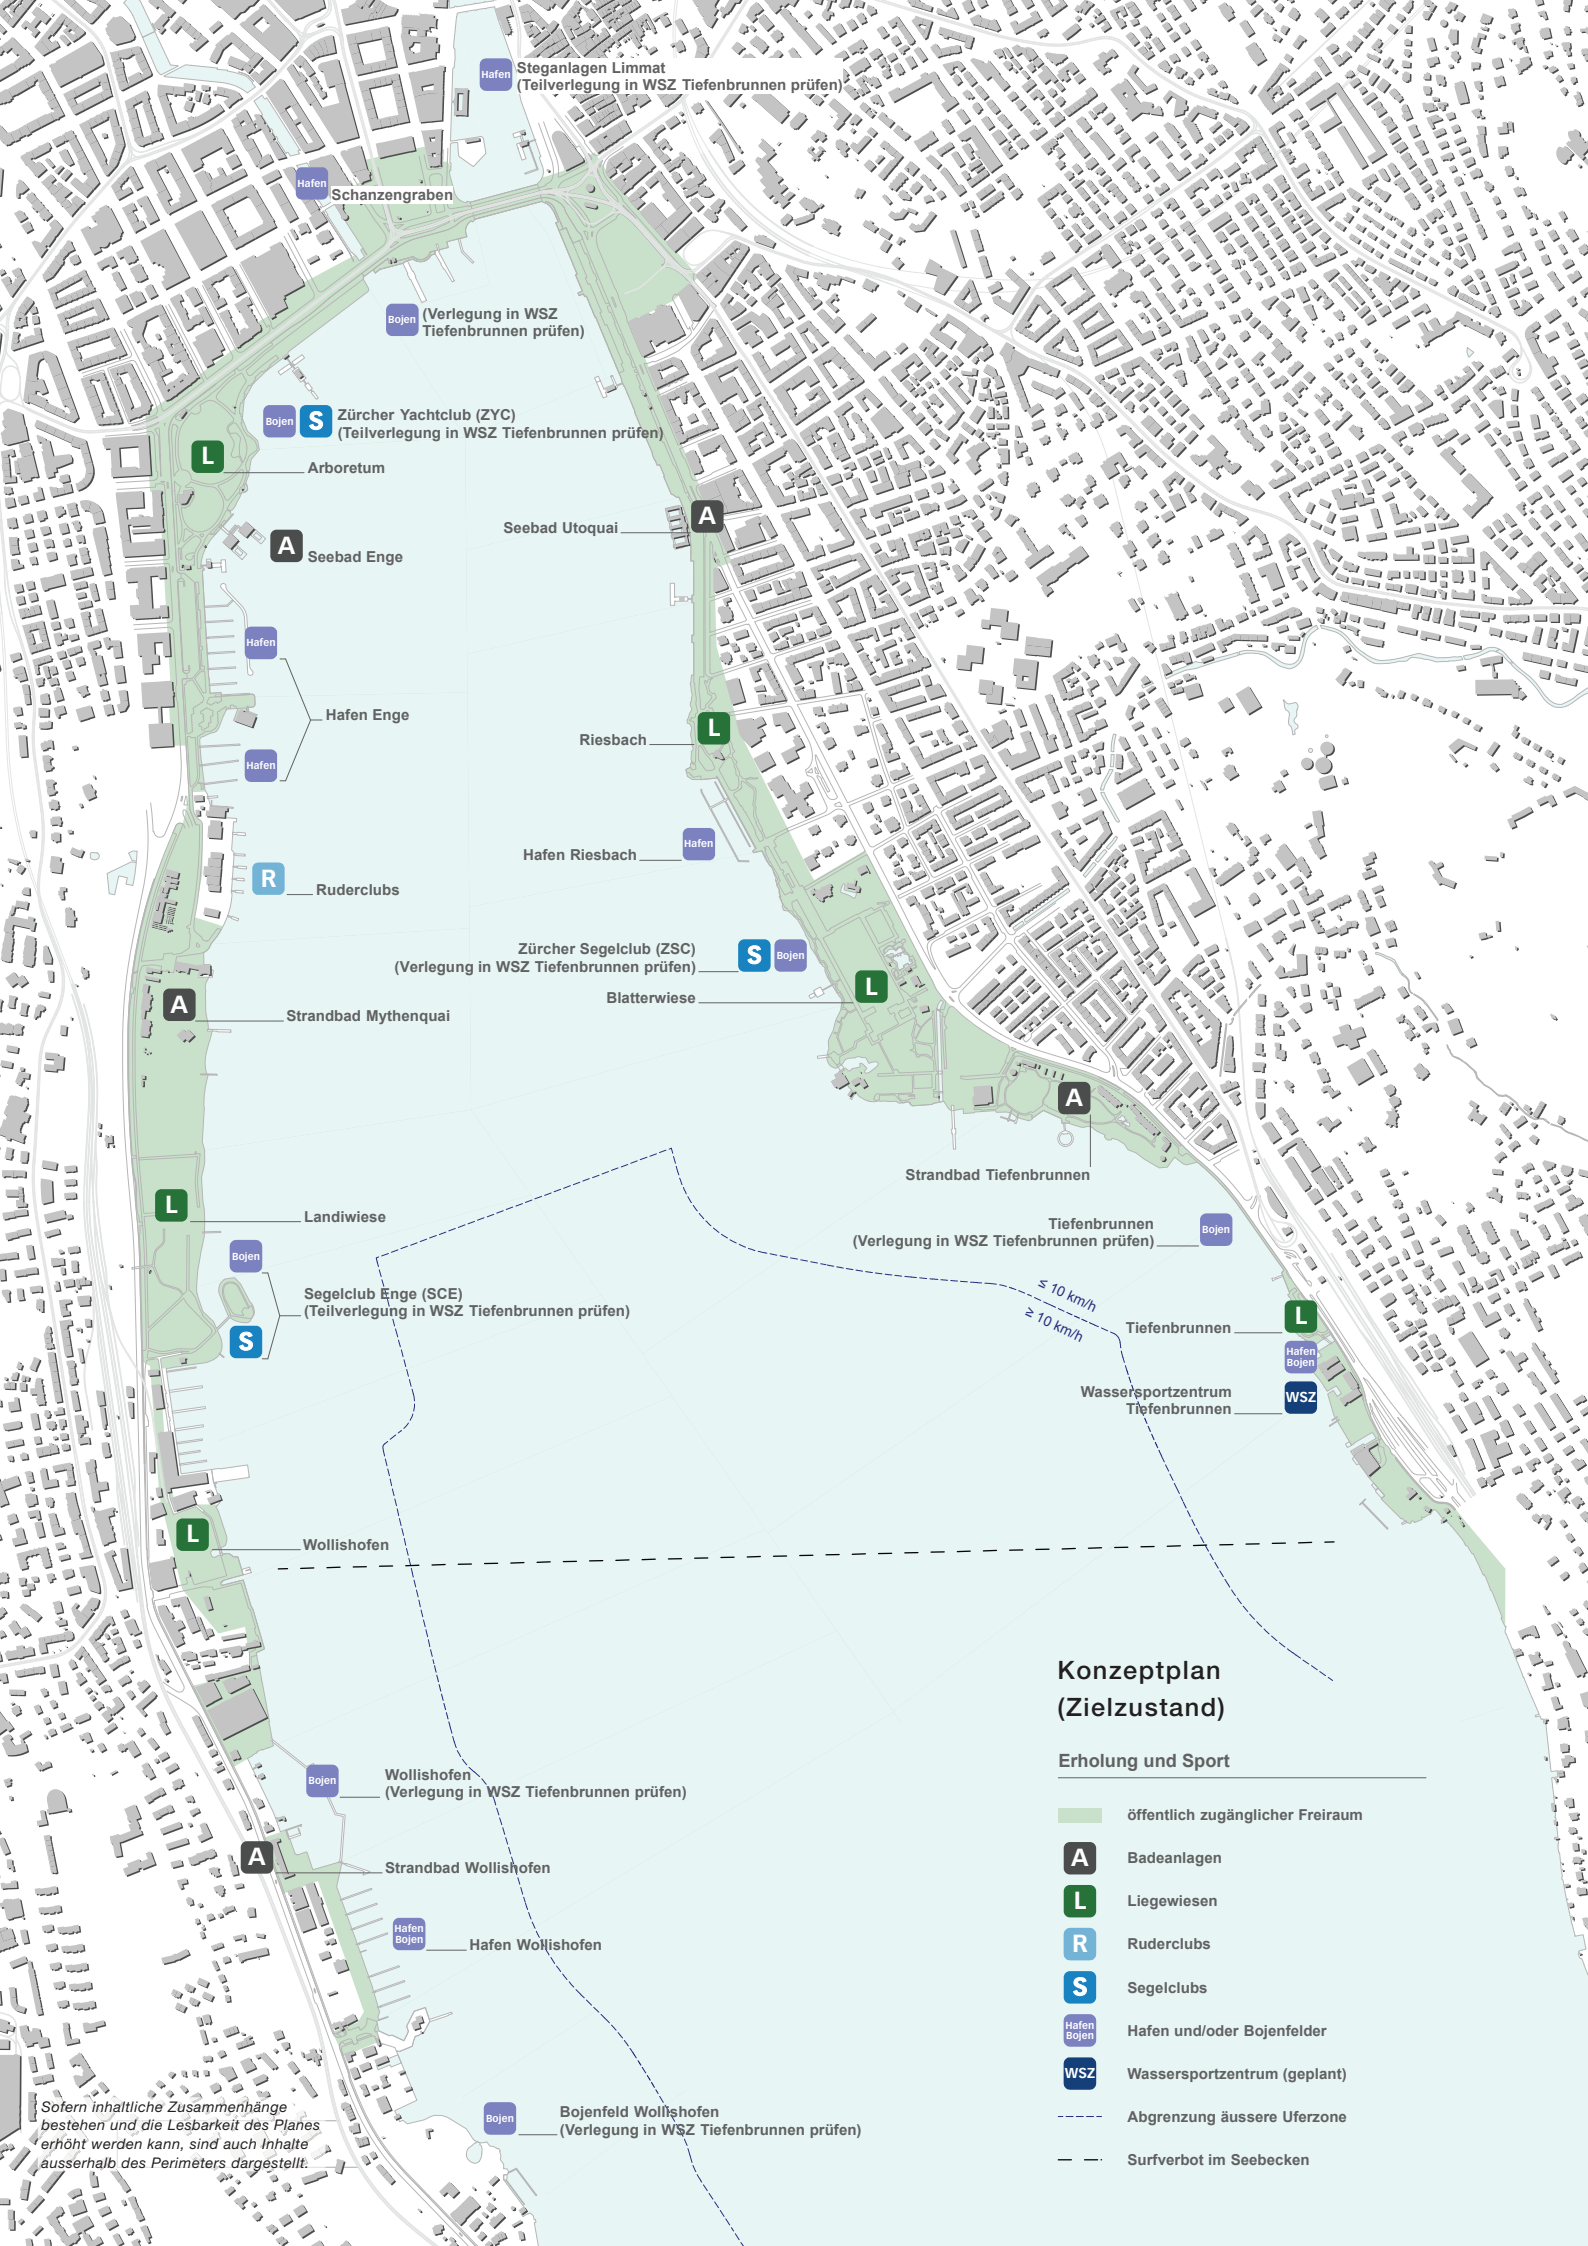 Hafen
Steganlagen Limmat
(Teilverlegung in WSZ Tiefenbrunnen prüfen)
Hafen
Schanzengraben
Bojen
(Verlegung in WSZ
Tiefenbrunnen prüfen)
Bojen
S
Zürcher Yachtclub (ZYC)
(Teilverlegung in WSZ Tiefenbrunnen prüfen)
L
Arboretum
A
Seebad Utoquai
A
Seebad Enge
Hafen
Hafen Enge
Hafen
L
Riesbach
Hafen
Hafen Riesbach
R
Ruderclubs
Zürcher Segelclub (ZSC)
(Verlegung in WSZ Tiefenbrunnen prüfen)
S
Bojen
L
Blatterwiese
A
Strandbad Mythenquai
A
Strandbad Tiefenbrunnen
L
Landiwiese
Tiefenbrunnen
(Verlegung in WSZ Tiefenbrunnen prüfen)
Bojen
Bojen
Segelclub Enge (SCE)
(Teilverlegung in WSZ Tiefenbrunnen prüfen)
S
≤ 10 km/h
≥ 10 km/h
L
Tiefenbrunnen
Hafen
Bojen
Wassersportzentrum
Tiefenbrunnen
WSZ
L
Wollishofen
Bojen
Wollishofen
(Verlegung in WSZ Tiefenbrunnen prüfen)
A
Strandbad Wollishofen
Hafen
Bojen
Hafen Wollishofen
Bojen
Bojenfeld Wollishofen
(Verlegung in WSZ Tiefenbrunnen prüfen)
Konzeptplan
(Zielzustand)
Erholung und Sport
öffentlich zugänglicher Freiraum
A
Badeanlagen
L
Liegewiesen
R
Ruderclubs
S
Segelclubs
Hafen
Bojen
Hafen und/oder Bojenfelder
WSZ
Wassersportzentrum (geplant)
Abgrenzung äussere Uferzone
Surfverbot im Seebecken
Sofern inhaltliche Zusammenhänge
bestehen und die Lesbarkeit des Planes
erhöht werden kann, sind auch Inhalte
ausserhalb des Perimeters dargestellt.